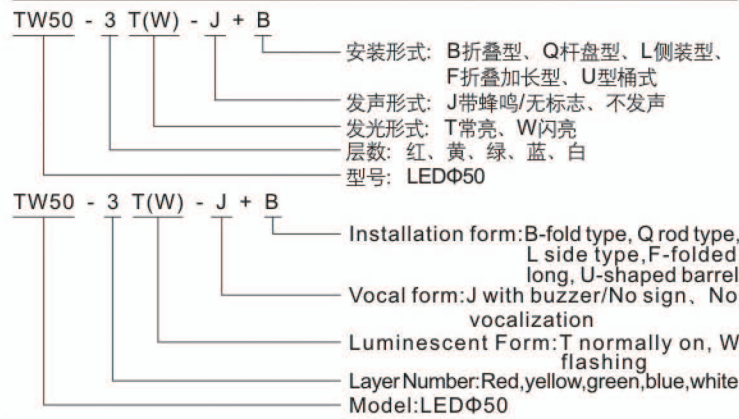 TW50 - 3 T(W) - J + B
安装形式: B折叠型、Q杆盘型、L侧装型、
F折叠加长型、U型桶式
发声形式: J带蜂鸣/无标志、不发声
发光形式: T常亮、W闪亮
层数: 红、黄、绿、蓝、白
型号: LEDΦ50
TW50 - 3 T(W) - J + B
Installation form:B-fold type, Q rod type,
L side type,F-folded
long, U-shaped barrel
Vocal form:J with buzzer/No sign、No
vocalization
Luminescent Form:T normally on, W
flashing
Layer Number:Red,yellow,green,blue,white
Model:LEDΦ50